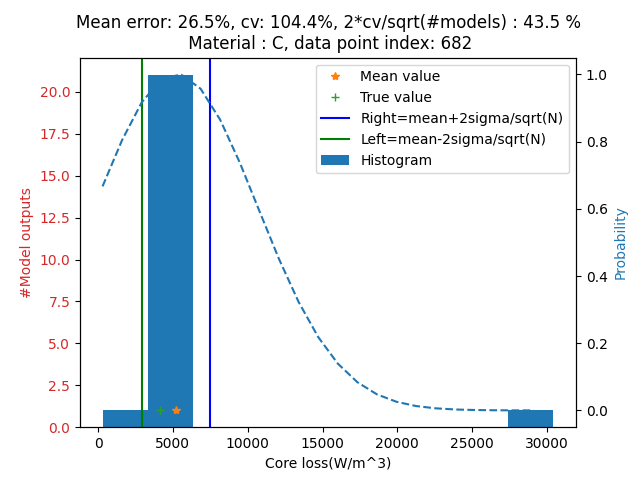 Mean error: 26.5%, cv: 104.4%, 2*cv/sqrt(#models) : 43.5 %
Material : C, data point index: 682
Mean value
True value
Right=mean+2sigma/sqrt(N)
Left=mean-2sigma/sqrt(N)
Histogram
#Model outputs
20.0
17.5
15.0
12.5
10.0
7.5
5.0
2.5
0.0
1.0
0.8
0.6
0.4
0.2
0.0
Probability
0 5000 10000 15000 20000 25000 30000
Core loss(W/m^3)